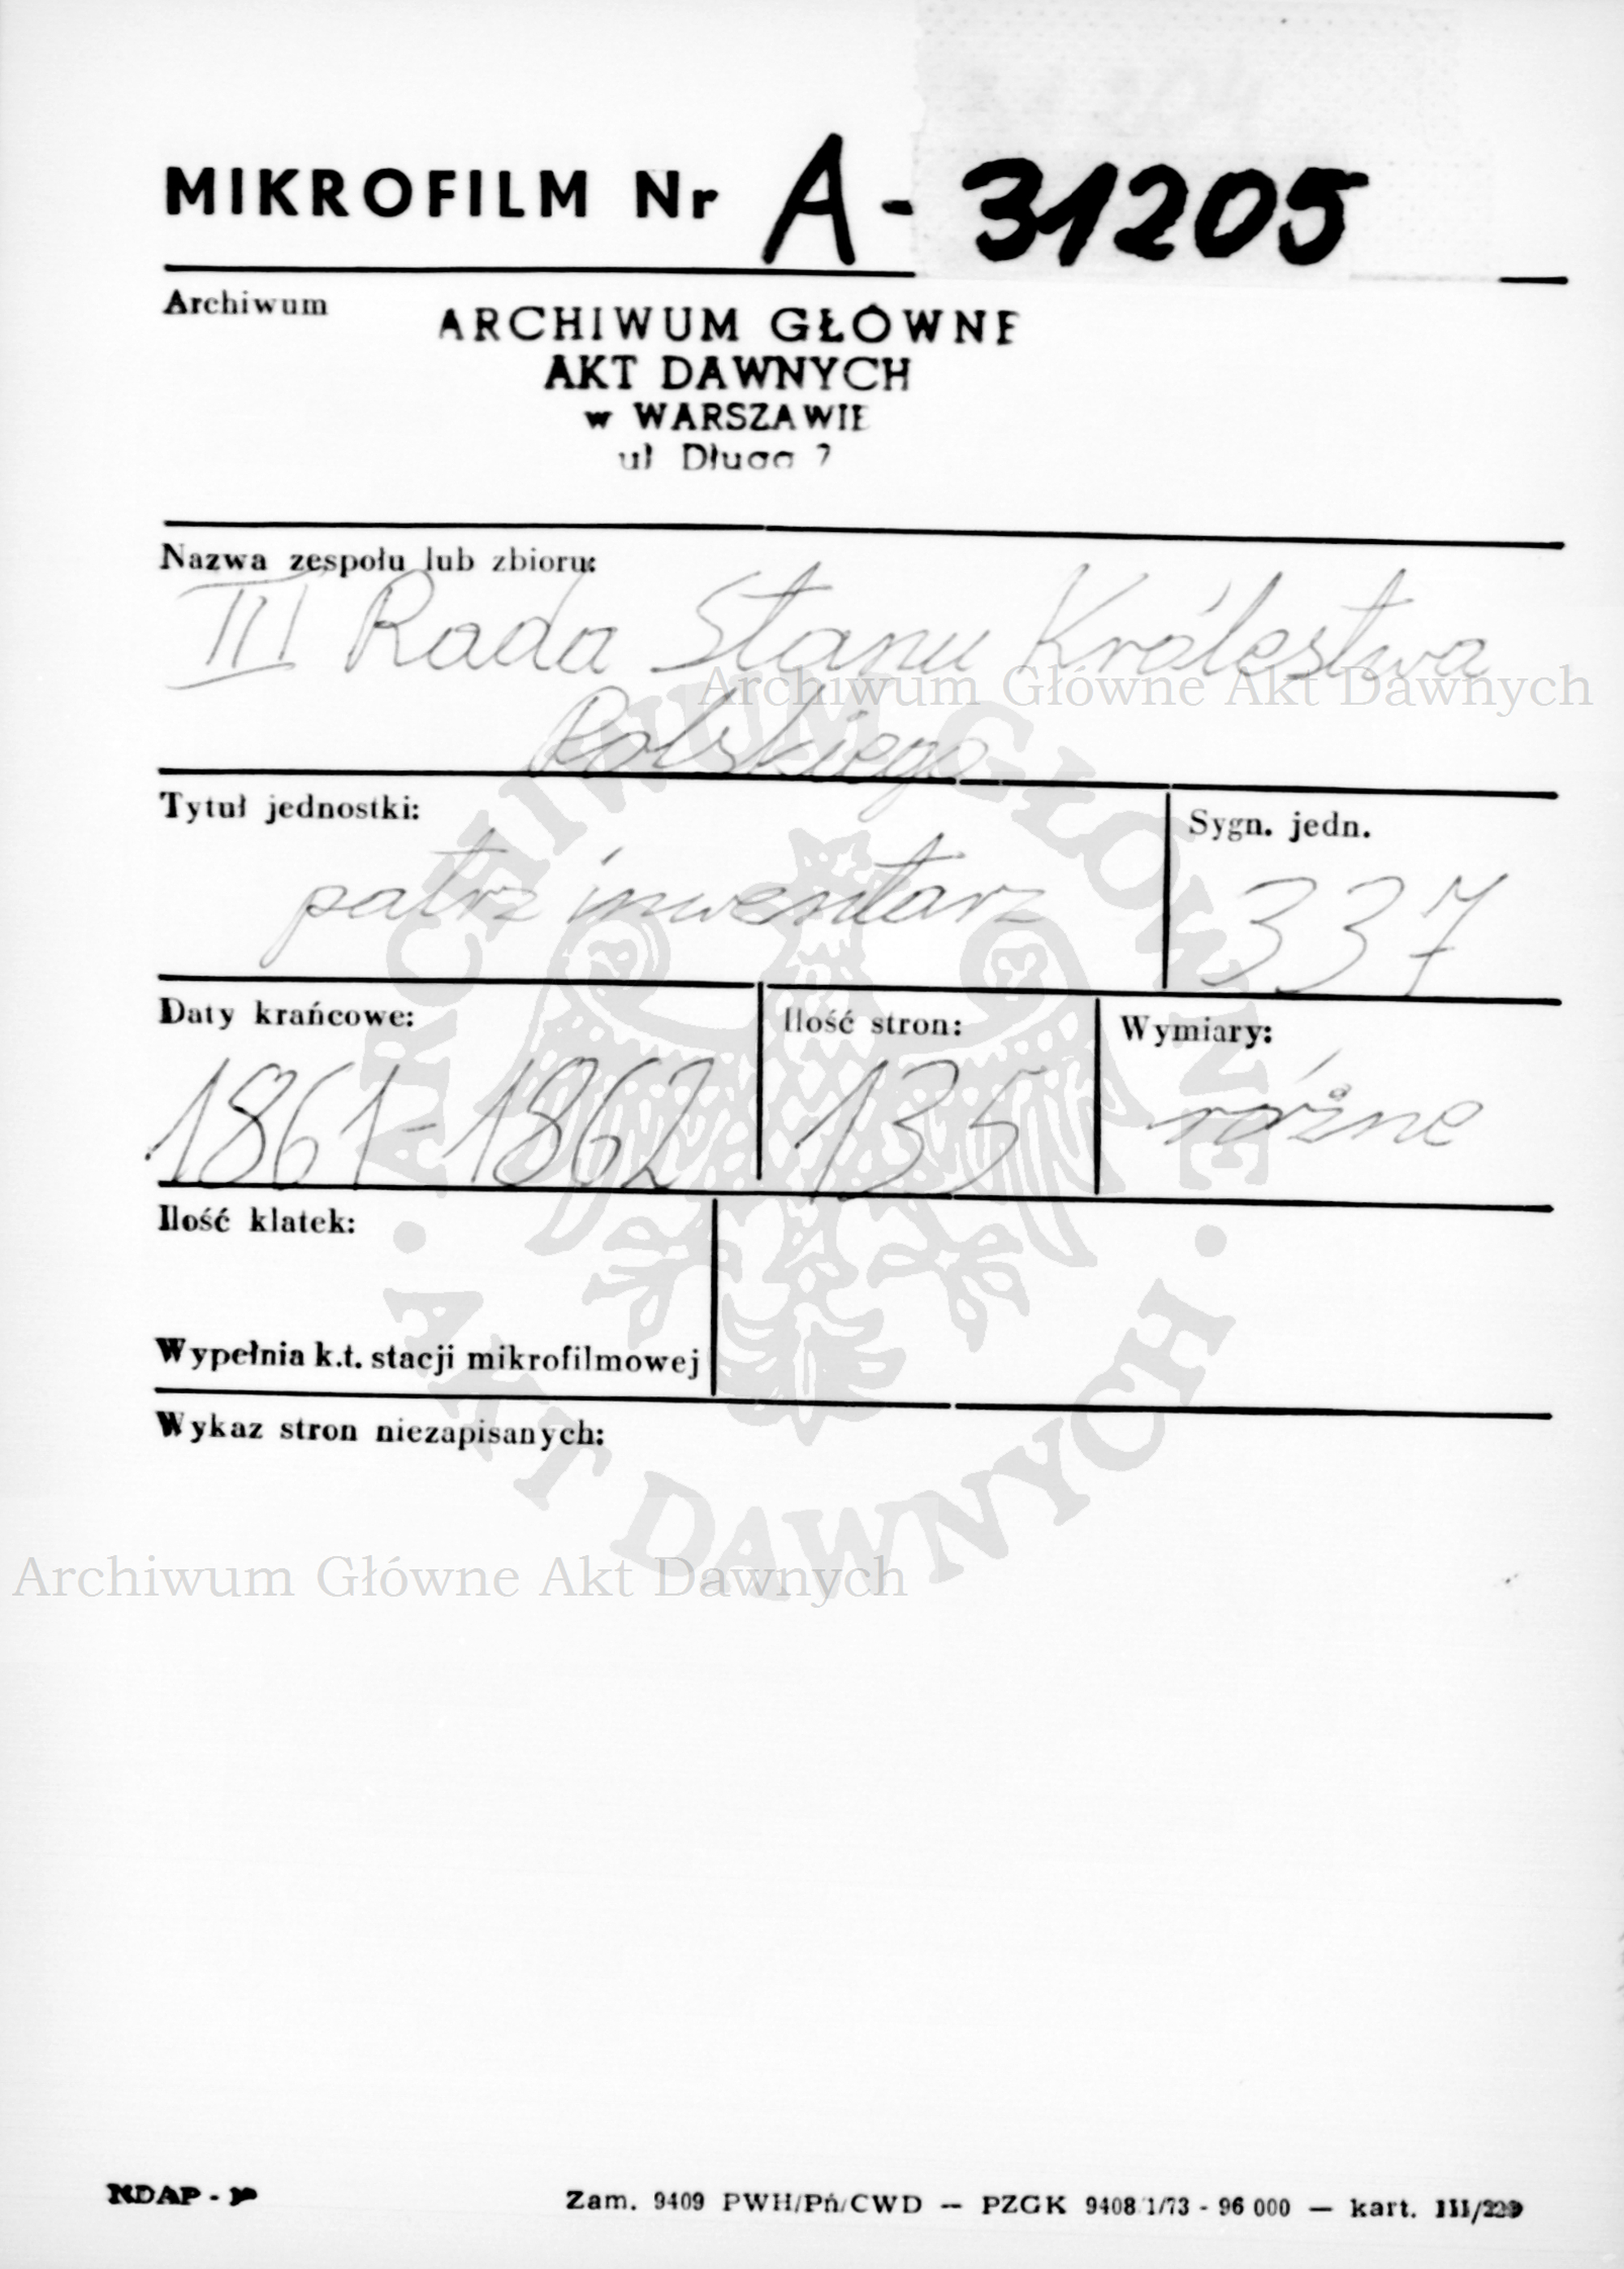 MIKROFILM Nr A - 31205
Archiwum
ARCHIWUM GŁÓWNE
AKT DAWNYCH
w WARSZAWIE
ul Długa 7
Nazwa zespołu lub zbioru:
III Rada Stanu Królestwa
Archiwum Główne Akt Dawnych
Polskiego
Tytuł jednostki:
Sygn. jedn.
patrz inwentarz
337
Daty krańcowe:
Ilość stron:
Wymiary:
1861-1862
135
różne
Ilość klatek:
Wypełnia k.t. stacji mikrofilmowej
Wykaz stron niezapisanych:
ARCHIWUM GŁÓWNE · AKT DAWNYCH ·
Archiwum Główne Akt Dawnych
NDAP -
Zam. 9409 PWH/Pń/CWD — PZGK 9408 1/73 - 96 000 — kart. III/